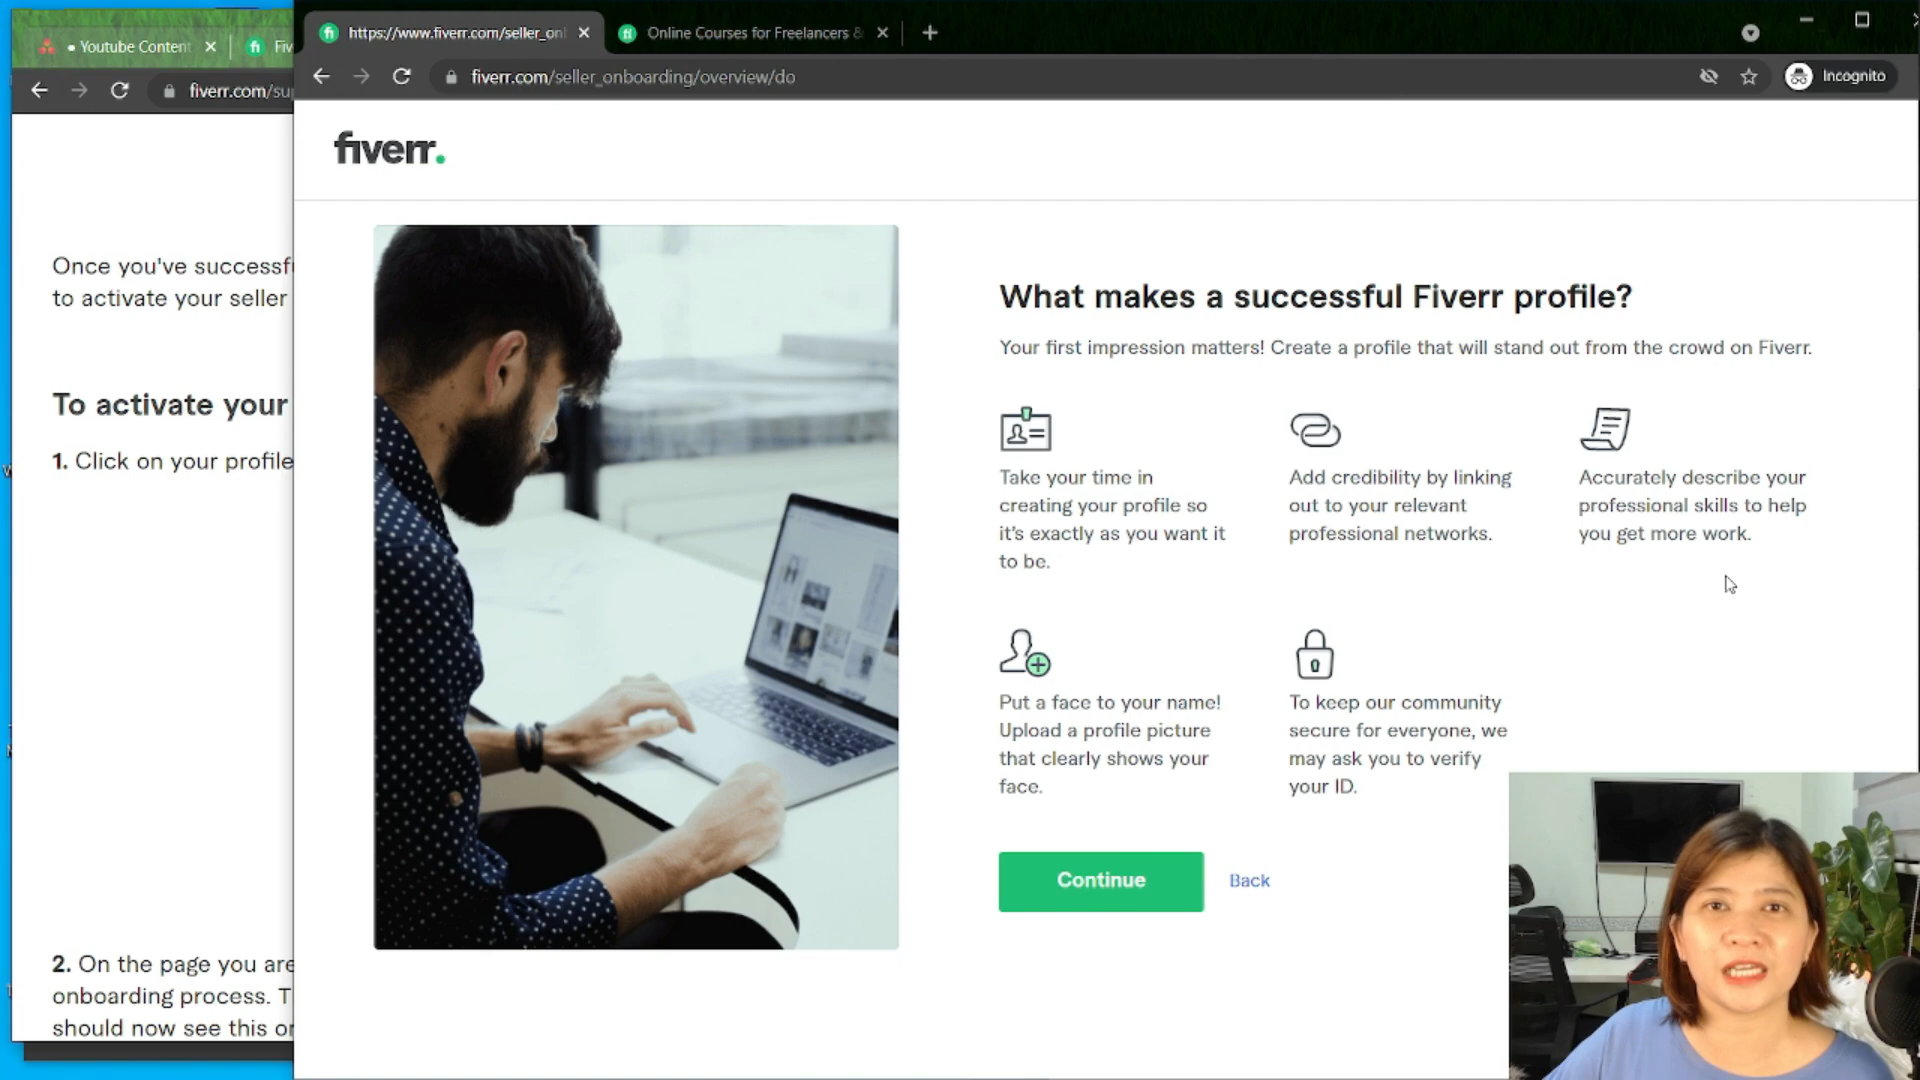 Youtube Content
Fiv
fiverr.com/su
Once you've successf
to activate your seller
To activate your
1. Click on your profile
2. On the page you are
onboarding process. T
should now see this or
https://www.fiverr.com/seller_on
Online Courses for Freelancers &
fiverr.com/seller_onboarding/overview/do
Incognito
fiverr.
What makes a successful Fiverr profile?
Your first impression matters! Create a profile that will stand out from the crowd on Fiverr.
Take your time in
creating your profile so
it's exactly as you want it
to be.
Add credibility by linking
out to your relevant
professional networks.
Accurately describe your
professional skills to help
you get more work.
Put a face to your name!
Upload a profile picture
that clearly shows your
face.
To keep our community
secure for everyone, we
may ask you to verify
your ID.
Continue
Back